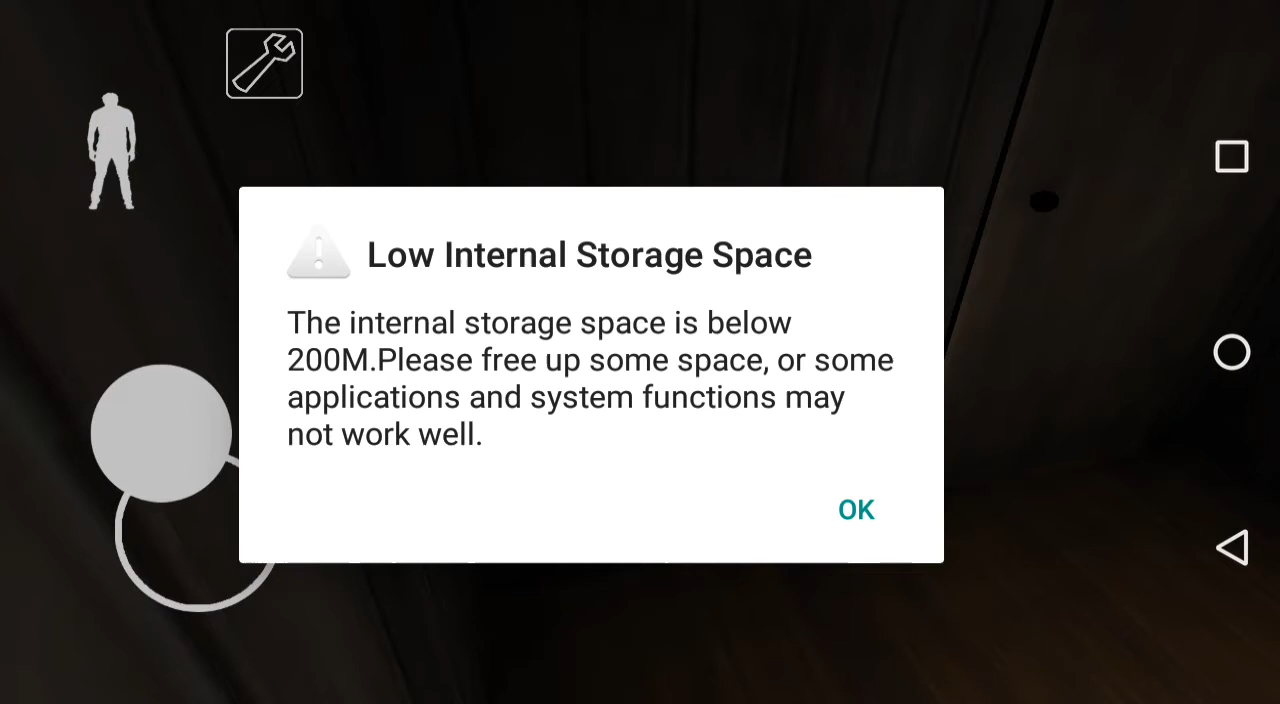 Low Internal Storage Space
The internal storage space is below
200M.Please free up some space, or some
applications and system functions may
not work well.
OK